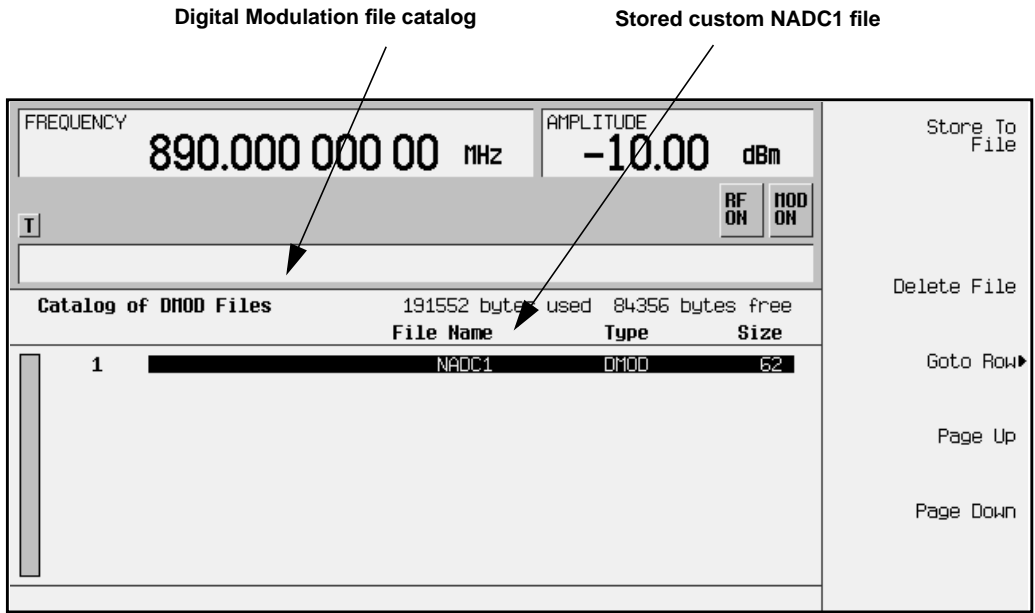 Digital Modulation file catalog
Stored custom NADC1 file
FREQUENCY
890.000 000 00 MHz
AMPLITUDE
-10.00 dBm
RF ON
MOD ON
T
Catalog of DMOD Files 191552 bytes used 84356 bytes free
File Name Type Size
1 NADC1 DMOD 62
Store To
File
Delete File
Goto Row
Page Up
Page Down